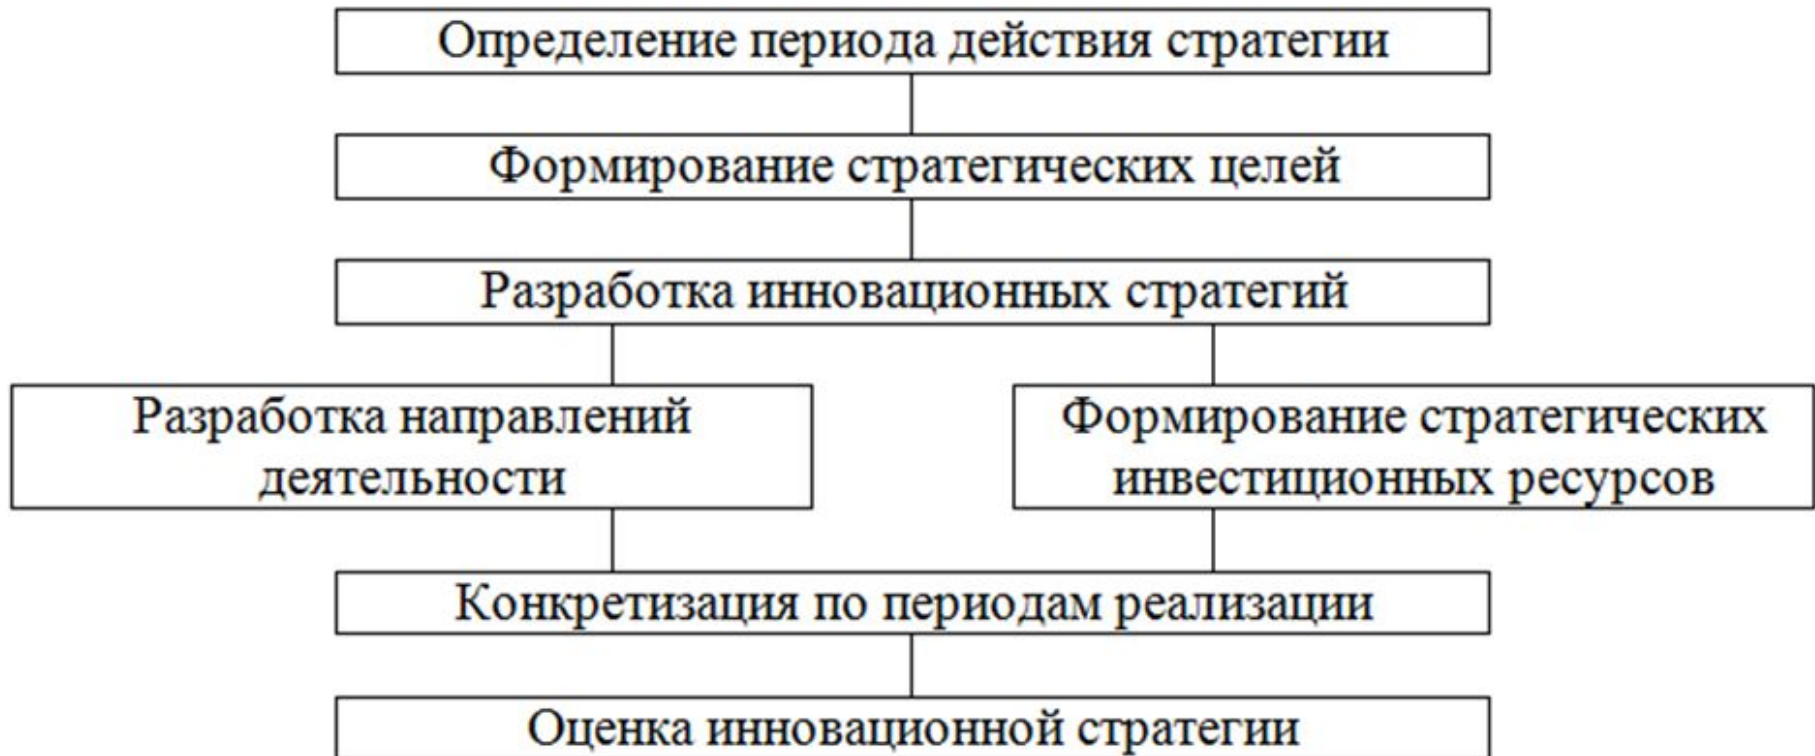 Определение периода действия стратегии
Формирование стратегических целей
Разработка инновационных стратегий
Разработка направлений
деятельности
Формирование стратегических
инвестиционных ресурсов
Конкретизация по периодам реализации
Оценка инновационной стратегии